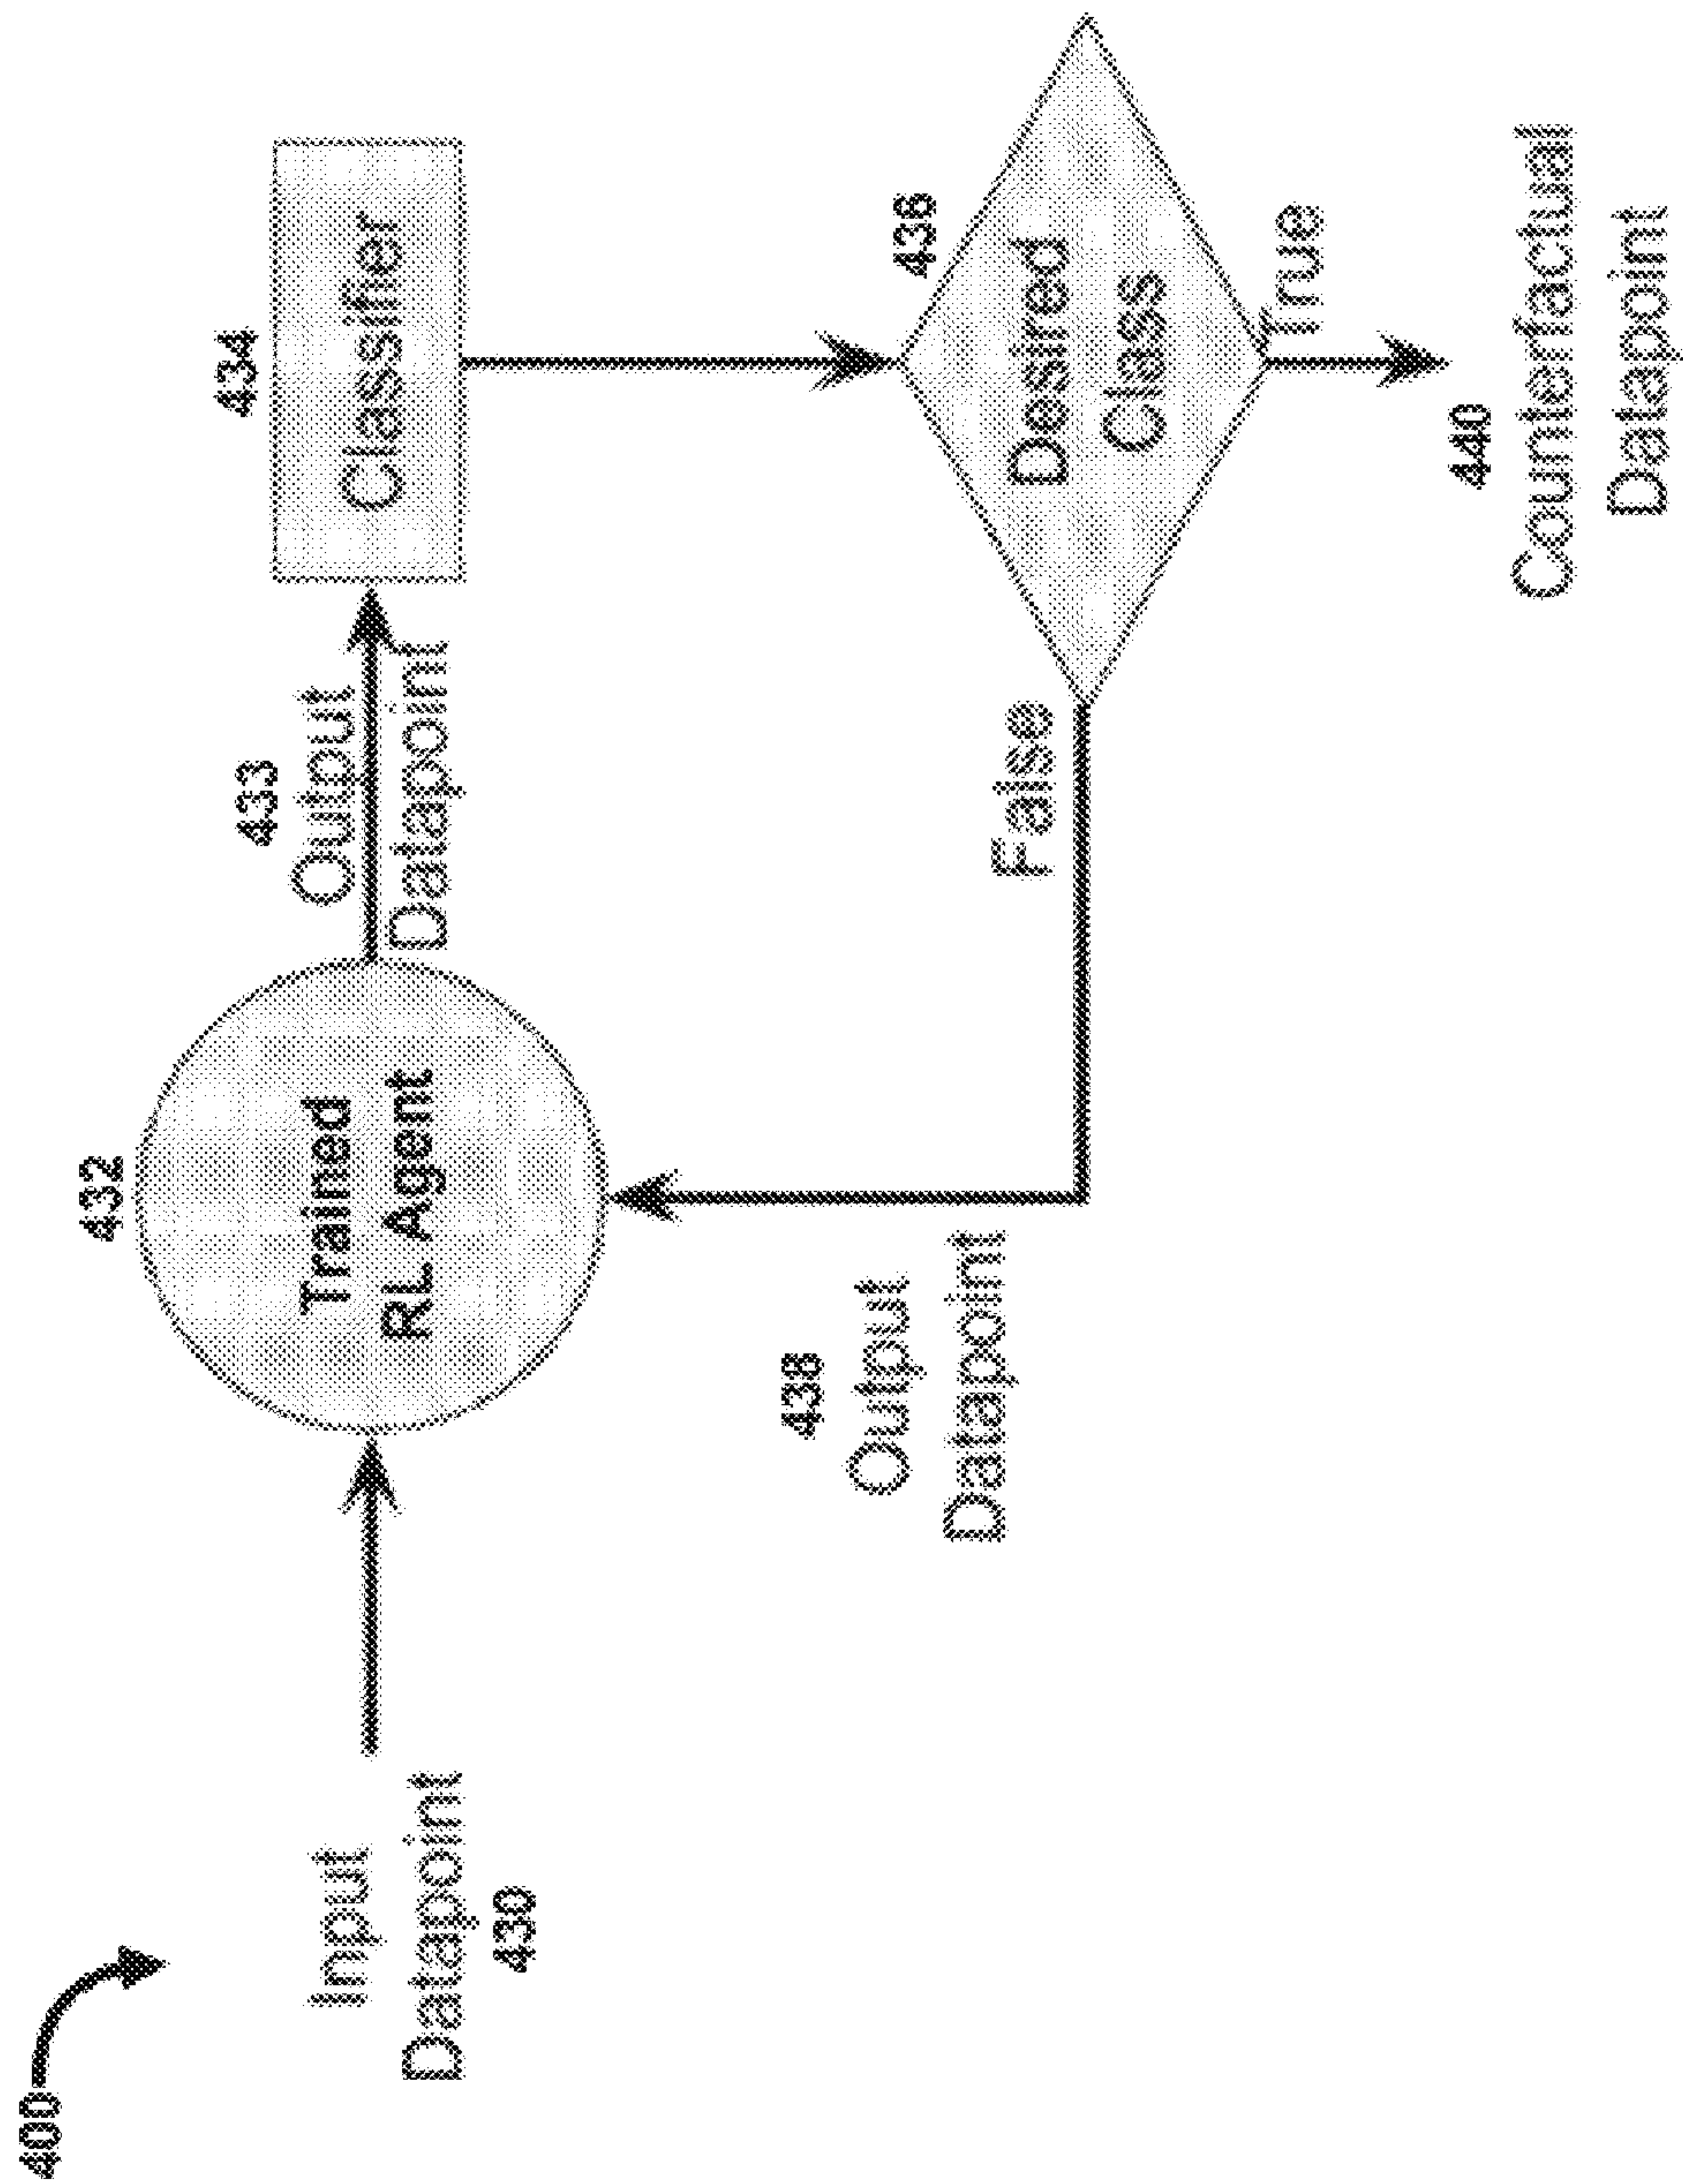 400
Input
Datapoint
430
432
Trained
RL Agent
433
Output
Datapoint
434
Classifier
436
Desired
Class
False
438
Output
Datapoint
True
440
Counterfactual
Datapoint